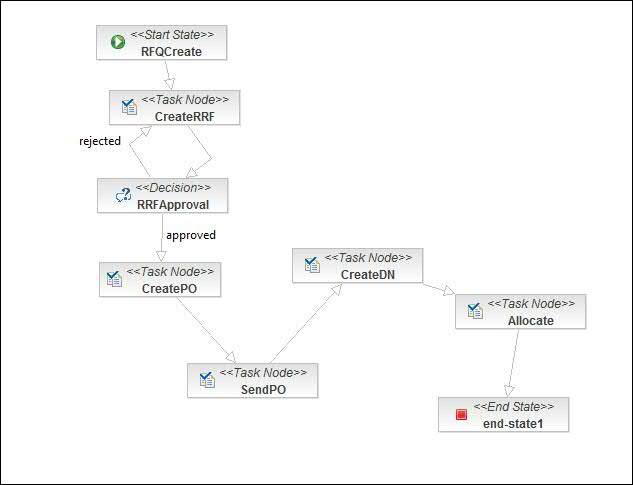 <<Start State>>
RFQCreate
<<Task Node>>
CreateRRF
rejected
<<Decision>>
RRFApproval
approved
<<Task Node>>
CreatePO
<<Task Node>>
CreateDN
<<Task Node>>
Allocate
<<Task Node>>
SendPO
<<End State>>
end-state1